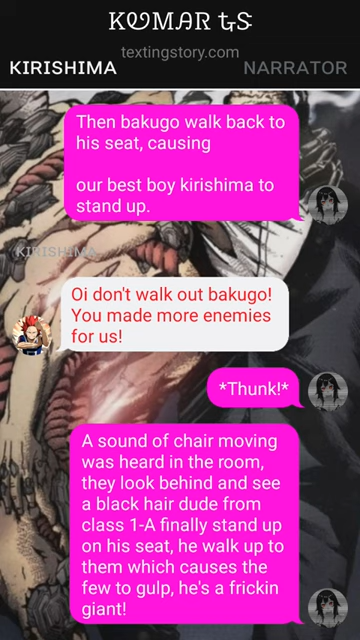 KUMAR GS
textingstory.com
KIRISHIMA NARRATOR
Then bakugo walk back to
his seat, causing
our best boy kirishima to
stand up.
KIRISHIMA
Oi don't walk out bakugo!
You made more enemies
for us!
*Thunk!*
A sound of chair moving
was heard in the room,
they look behind and see
a black hair dude from
class 1-A finally stand up
on his seat, he walk up to
them which causes the
few to gulp, he's a frickin
giant!